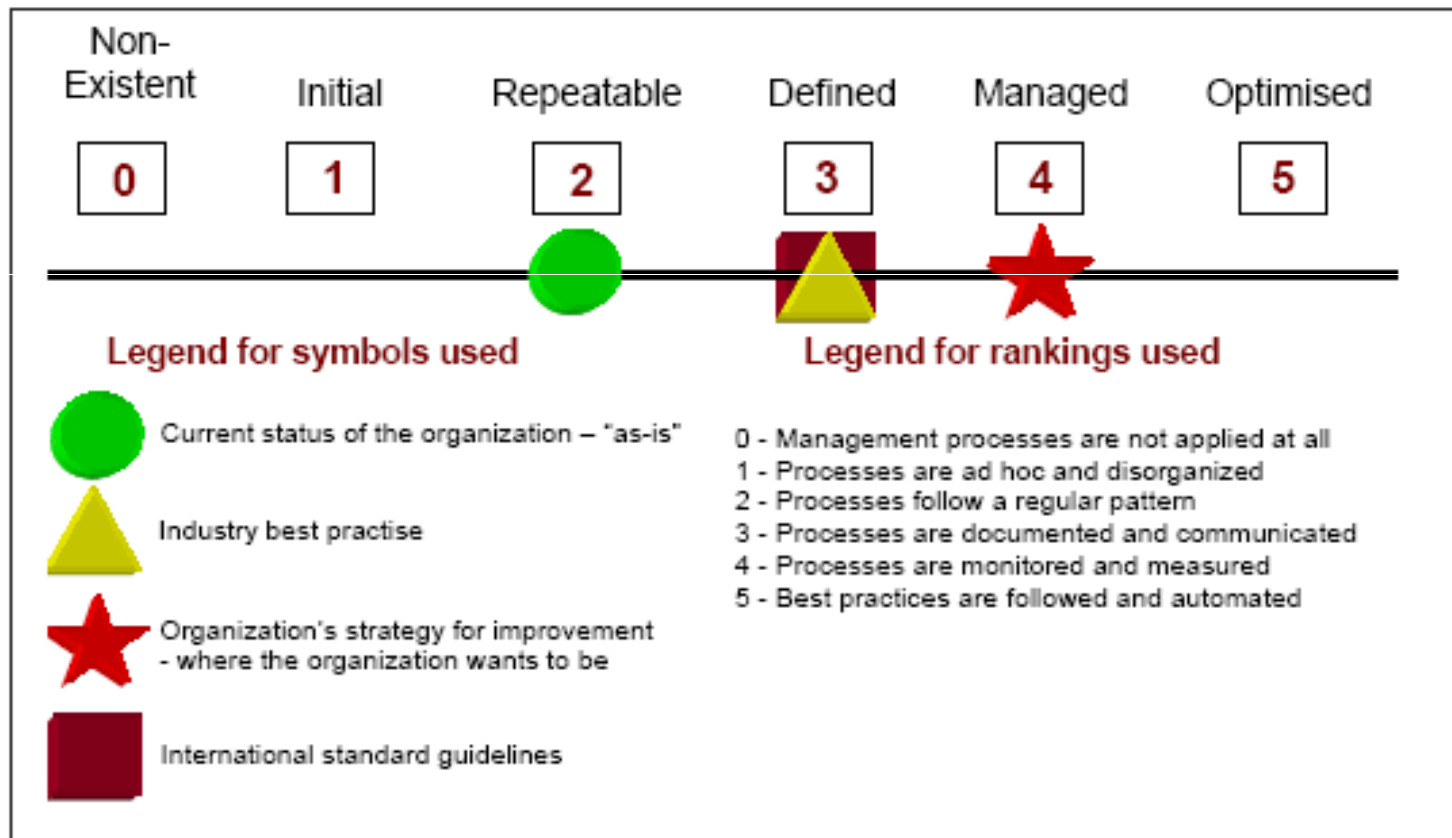 Non-
Existent
Initial
Repeatable
Defined
Managed
Optimised
0
1
2
3
4
5
Legend for symbols used
Current status of the organization – "as-is"
Industry best practise
Organization's strategy for improvement
- where the organization wants to be
International standard guidelines
Legend for rankings used
0 - Management processes are not applied at all
1 - Processes are ad hoc and disorganized
2 - Processes follow a regular pattern
3 - Processes are documented and communicated
4 - Processes are monitored and measured
5 - Best practices are followed and automated